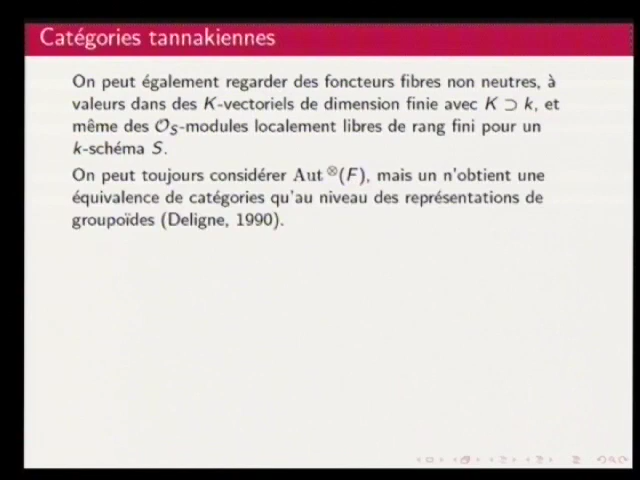 Catégories tannakiennes
On peut également regarder des foncteurs fibres non neutres, à
valeurs dans des K-vectoriels de dimension finie avec K ⊃ k, et
même des 𝒪_S-modules localement libres de rang fini pour un
k-schéma S.
On peut toujours considérer Aut ⊗(F), mais un n'obtient une
équivalence de catégories qu'au niveau des représentations de
groupoïdes (Deligne, 1990).